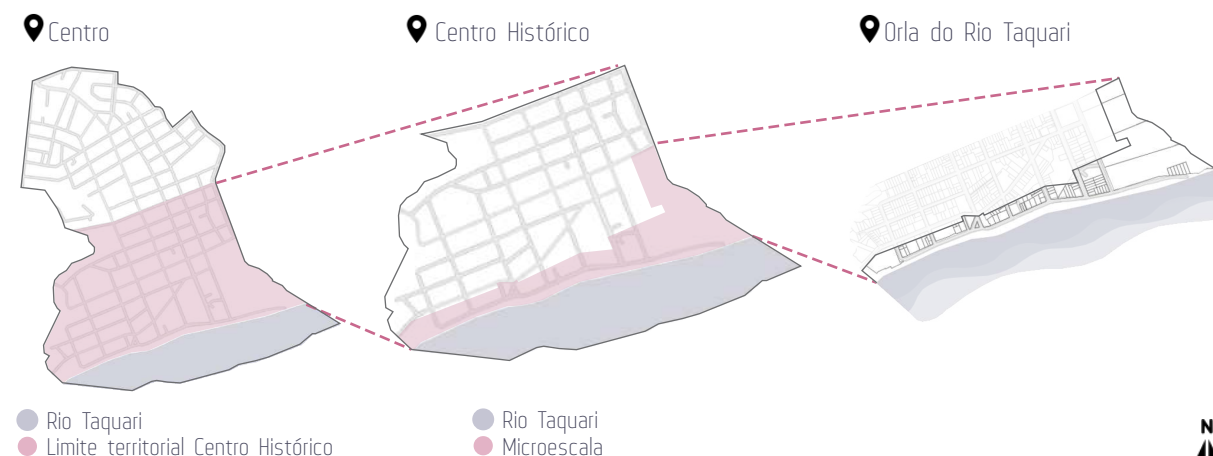 Centro
Centro Histórico
Orla do Rio Taquari
Rio Taquari
Limite territorial Centro Histórico
Rio Taquari
Microescala
N